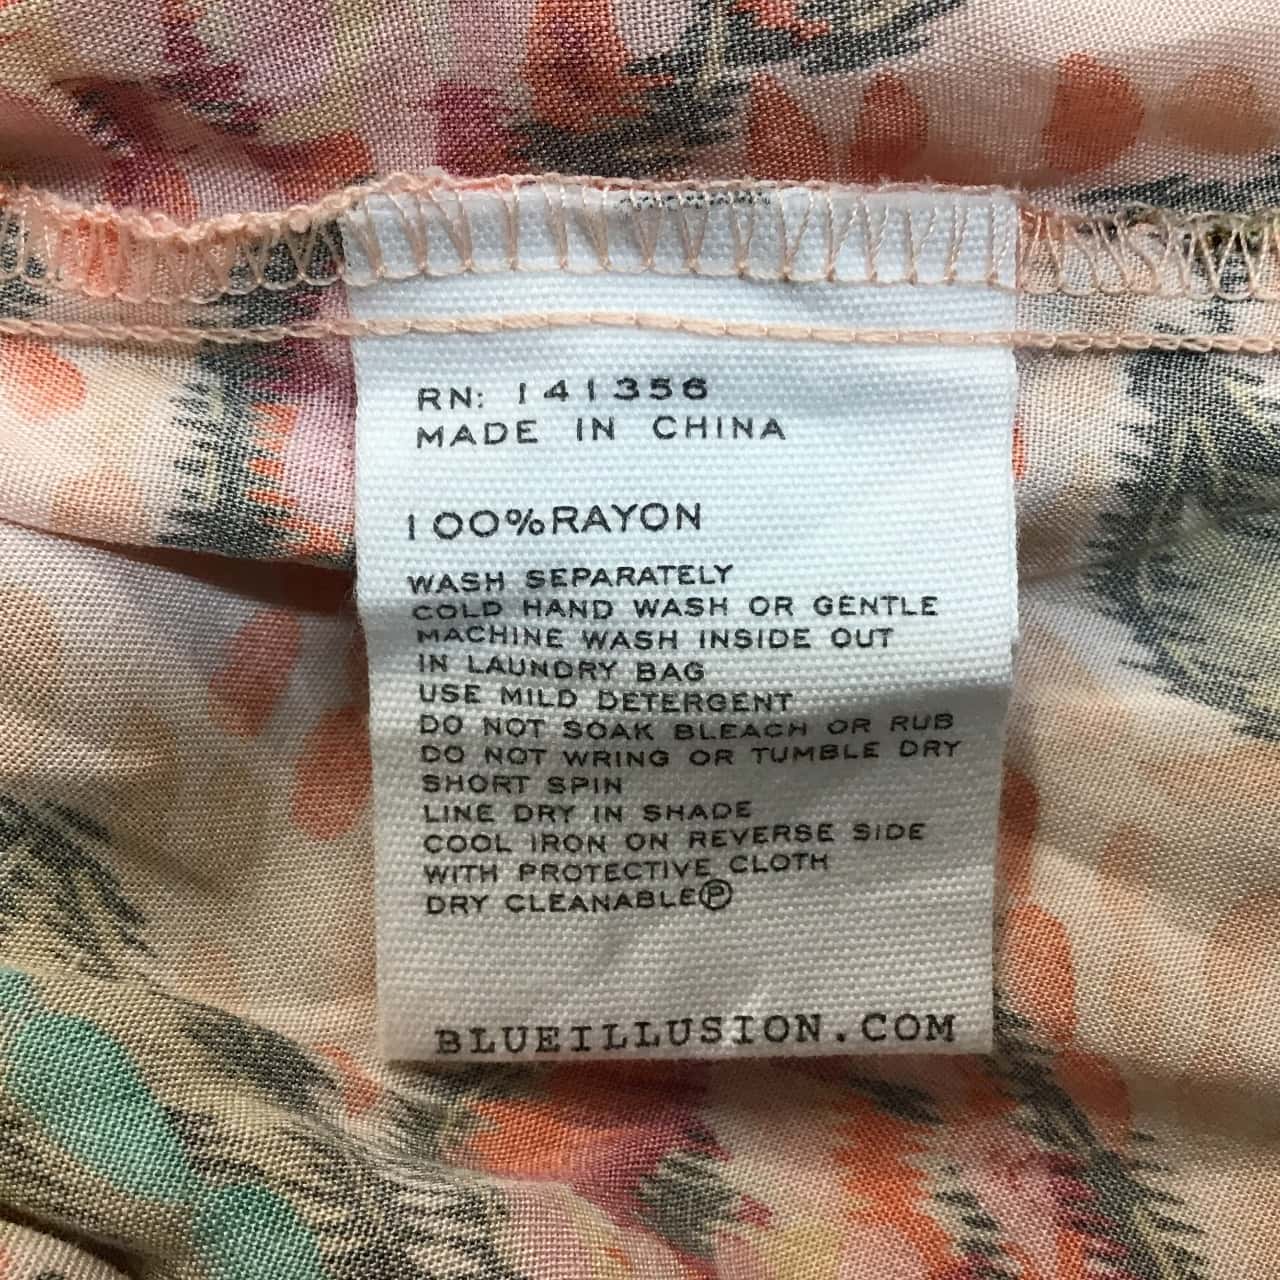 RN: 141356
MADE IN CHINA
100%RAYON
WASH SEPARATELY
COLD HAND WASH OR GENTLE
MACHINE WASH INSIDE OUT
IN LAUNDRY BAG
USE MILD DETERGENT
DO NOT SOAK BLEACH OR RUB
DO NOT WRING OR TUMBLE DRY
SHORT SPIN
LINE DRY IN SHADE
COOL IRON ON REVERSE SIDE
WITH PROTECTIVE CLOTH
DRY CLEANABLEⓅ
BLUEILLUSION.COM